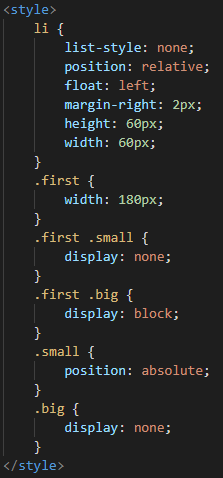 <style>
    li {
        list-style: none;
        position: relative;
        float: left;
        margin-right: 2px;
        height: 60px;
        width: 60px;
    }
    .first {
        width: 180px;
    }
    .first .small {
        display: none;
    }
    .first .big {
        display: block;
    }
    .small {
        position: absolute;
    }
    .big {
        display: none;
    }
</style>